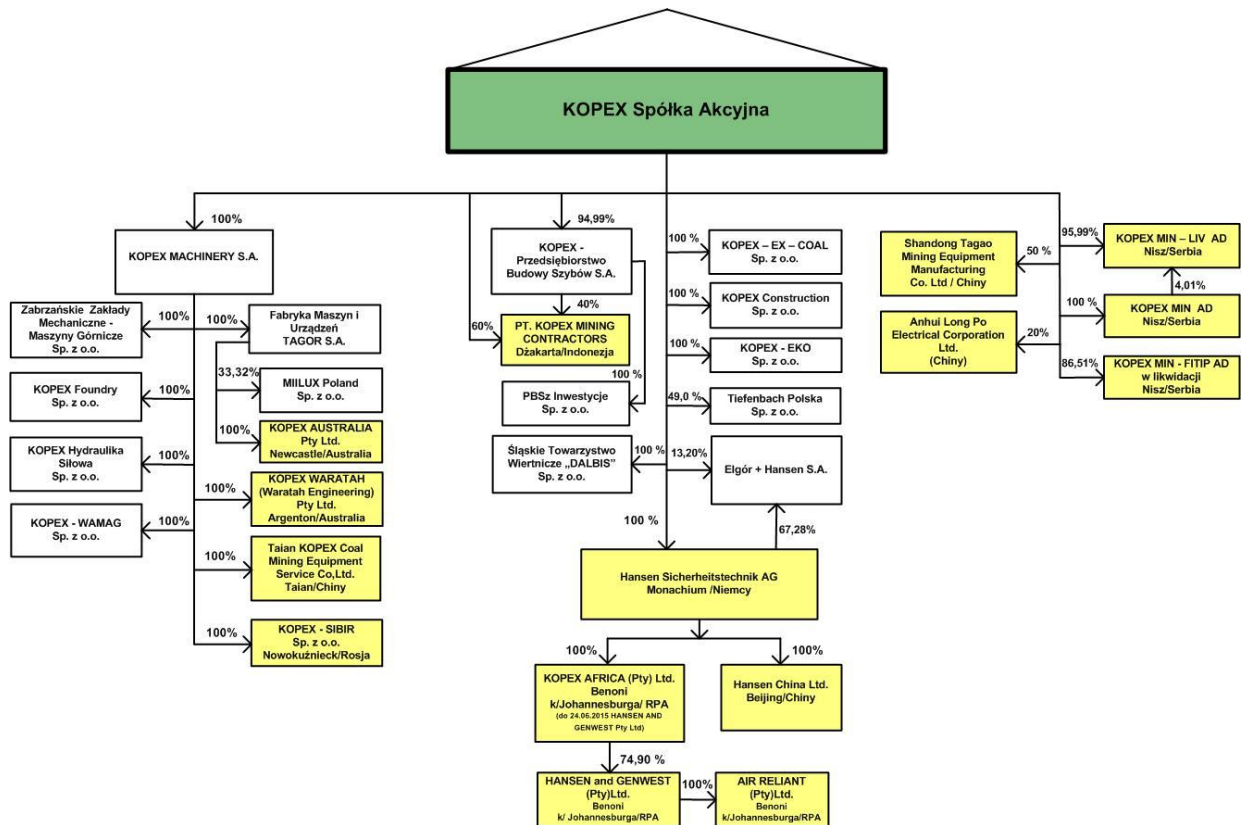 KOPEX Spółka Akcyjna
100%
KOPEX MACHINERY S.A.
Zabrzańskie Zakłady
Mechaniczne -
Maszyny Górnicze
Sp. z o.o.
100%
100%
Fabryka Maszyn i
Urządzeń
TAGOR S.A.
33,32%
MIILUX Poland
Sp. z o.o.
KOPEX Foundry
Sp. z o.o.
100%
100%
KOPEX AUSTRALIA
Pty Ltd.
Newcastle/Australia
KOPEX Hydraulika
Siłowa
Sp. z o.o.
100%
100%
KOPEX WARATAH
(Waratah Engineering)
Pty Ltd.
Argenton/Australia
KOPEX - WAMAG
Sp. z o.o.
100%
100%
Taian KOPEX Coal
Mining Equipment
Service Co,Ltd.
Taian/Chiny
100%
KOPEX - SIBIR
Sp. z o.o.
Nowokuźnieck/Rosja
94,99%
KOPEX -
Przedsiębiorstwo
Budowy Szybów S.A.
40%
60%
PT. KOPEX MINING
CONTRACTORS
Dżakarta/Indonezja
100 %
PBSz Inwestycje
Sp. z o.o.
Śląskie Towarzystwo
Wiertnicze „DALBIS”
Sp. z o.o.
100 %
100 %
KOPEX – EX – COAL
Sp. z o.o.
100 %
KOPEX Construction
Sp. z o.o.
100 %
KOPEX - EKO
Sp. z o.o.
49,0 %
Tiefenbach Polska
Sp. z o.o.
13,20%
Elgór + Hansen S.A.
67,28%
100 %
Hansen Sicherheitstechnik AG
Monachium /Niemcy
100%
100%
KOPEX AFRICA (Pty) Ltd.
Benoni
k/Johannesburga/ RPA
(do 24.06.2015 HANSEN AND
GENWEST Pty Ltd)
Hansen China Ltd.
Beijing/Chiny
74,90 %
HANSEN and GENWEST
(Pty)Ltd.
Benoni
k/ Johannesburga/RPA
100%
AIR RELIANT
(Pty)Ltd.
Benoni
k/Johannesburga/RPA
Shandong Tagao
Mining Equipment
Manufacturing
Co. Ltd / Chiny
50 %
95,99%
KOPEX MIN – LIV AD
Nisz/Serbia
4,01%
Anhui Long Po
Electrical Corporation
Ltd.
(Chiny)
20%
100 %
KOPEX MIN AD
Nisz/Serbia
86,51%
KOPEX MIN - FITIP AD
w likwidacji
Nisz/Serbia